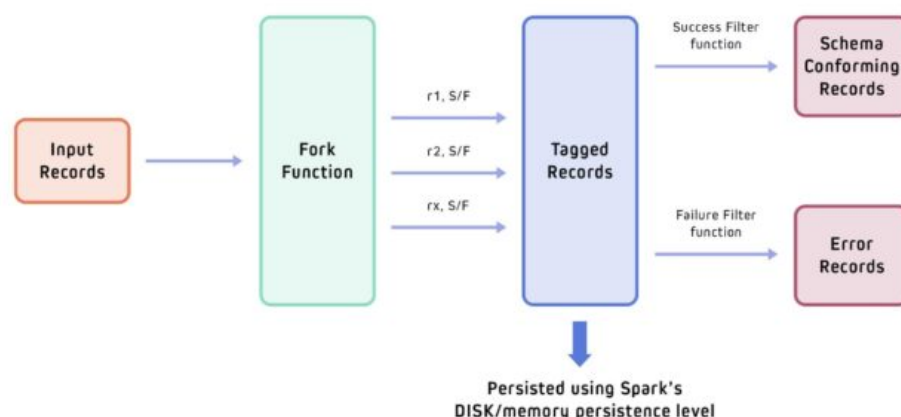 Input
Records
Fork
Function
r1, S/F
r2, S/F
rx, S/F
Tagged
Records
Success Filter
function
Schema
Conforming
Records
Failure Filter
function
Error
Records
Persisted using Spark's
DISK/memory persistence level